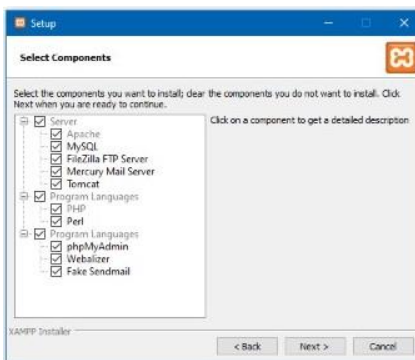 Setup
Select Components
Select the components you want to install; clear the components you do not want to install. Click
Next when you are ready to continue.
Server
Apache
MySQL
FileZilla FTP Server
Mercury Mail Server
Tomcat
Program Languages
PHP
Perl
Program Languages
phpMyAdmin
Webalizer
Fake Sendmail
Click on a component to get a detailed description
XAMPP Installer
< Back
Next >
Cancel